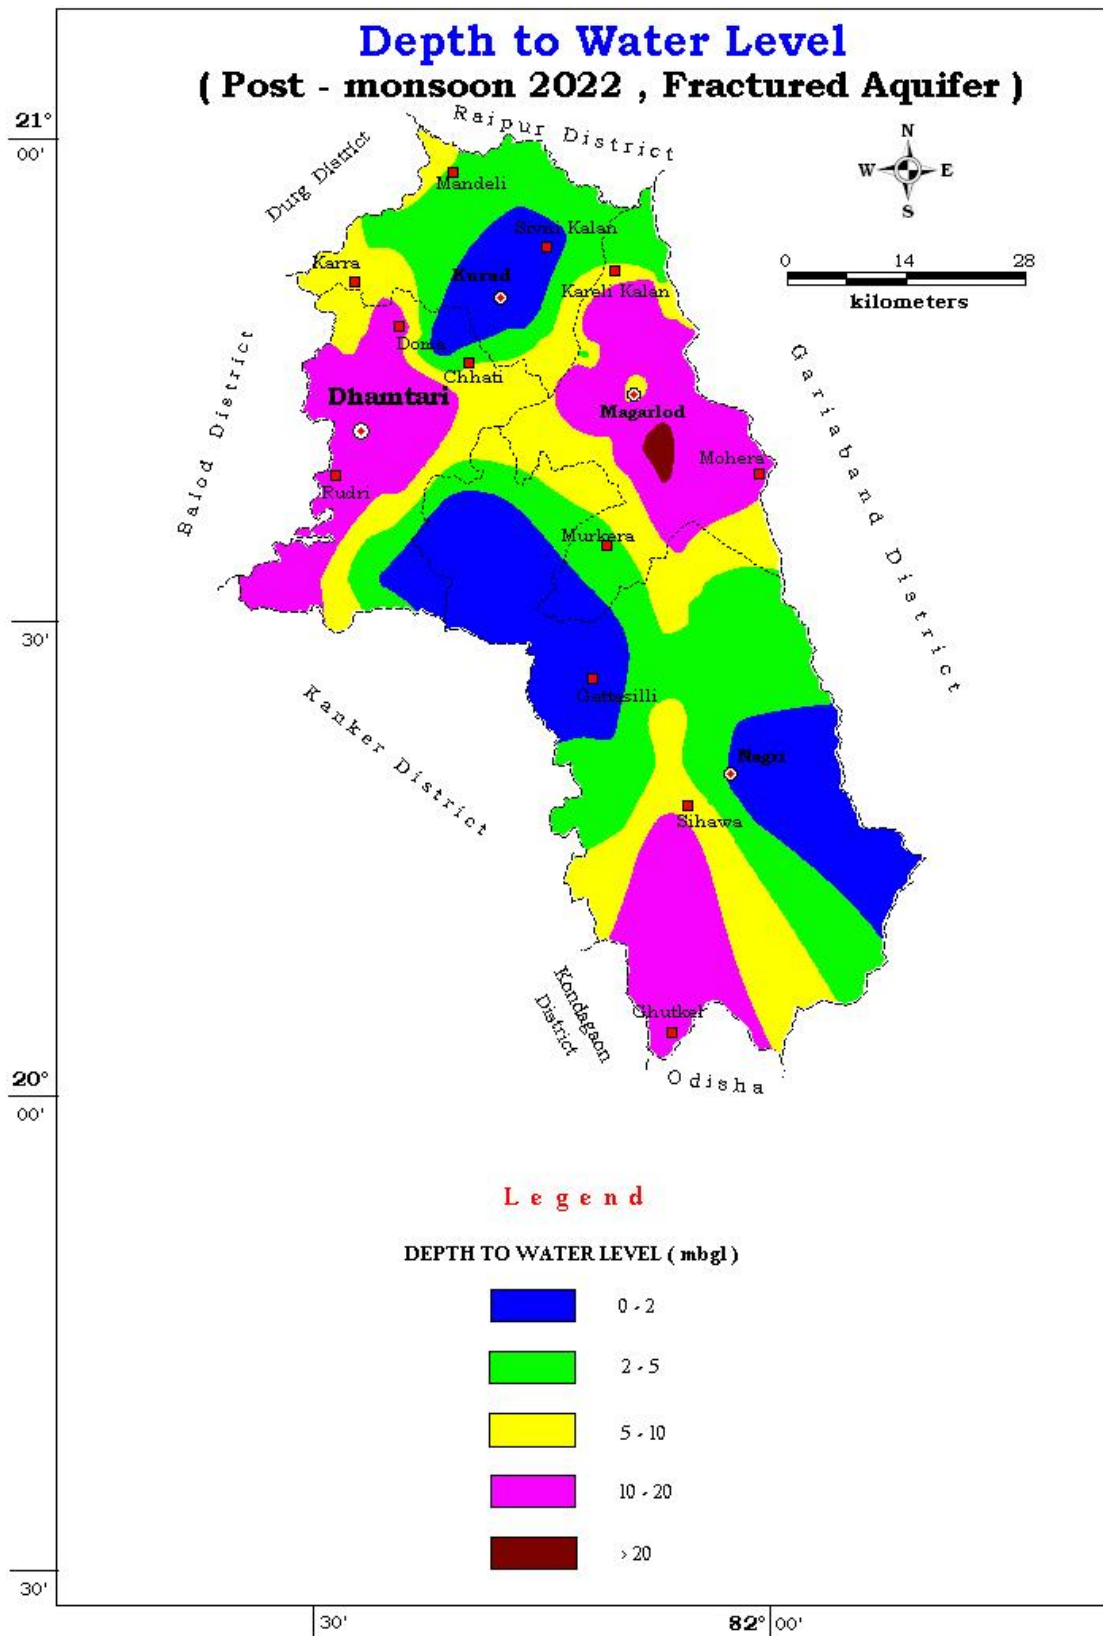 Depth to Water Level
( Post - monsoon 2022 , Fractured Aquifer )
21°
00'
Raipur District
Durg District
N
W E
S
Mandeli
Sivni Kalan
Karra
Kurud
Kareli Kalan
0 14 28
kilometers
Doma
Chhati
Dhamtari
Magarlod
Balod District
Gariaband District
Mohera
Rudri
Murkera
30'
Gattasilli
Kanker District
Nagri
Sihawa
Kondagaon
District
Ghutkel
Odisha
20°
00'
Legend
DEPTH TO WATER LEVEL ( mbgl )
0 - 2
2 - 5
5 - 10
10 - 20
> 20
30'
30' 82° 00'